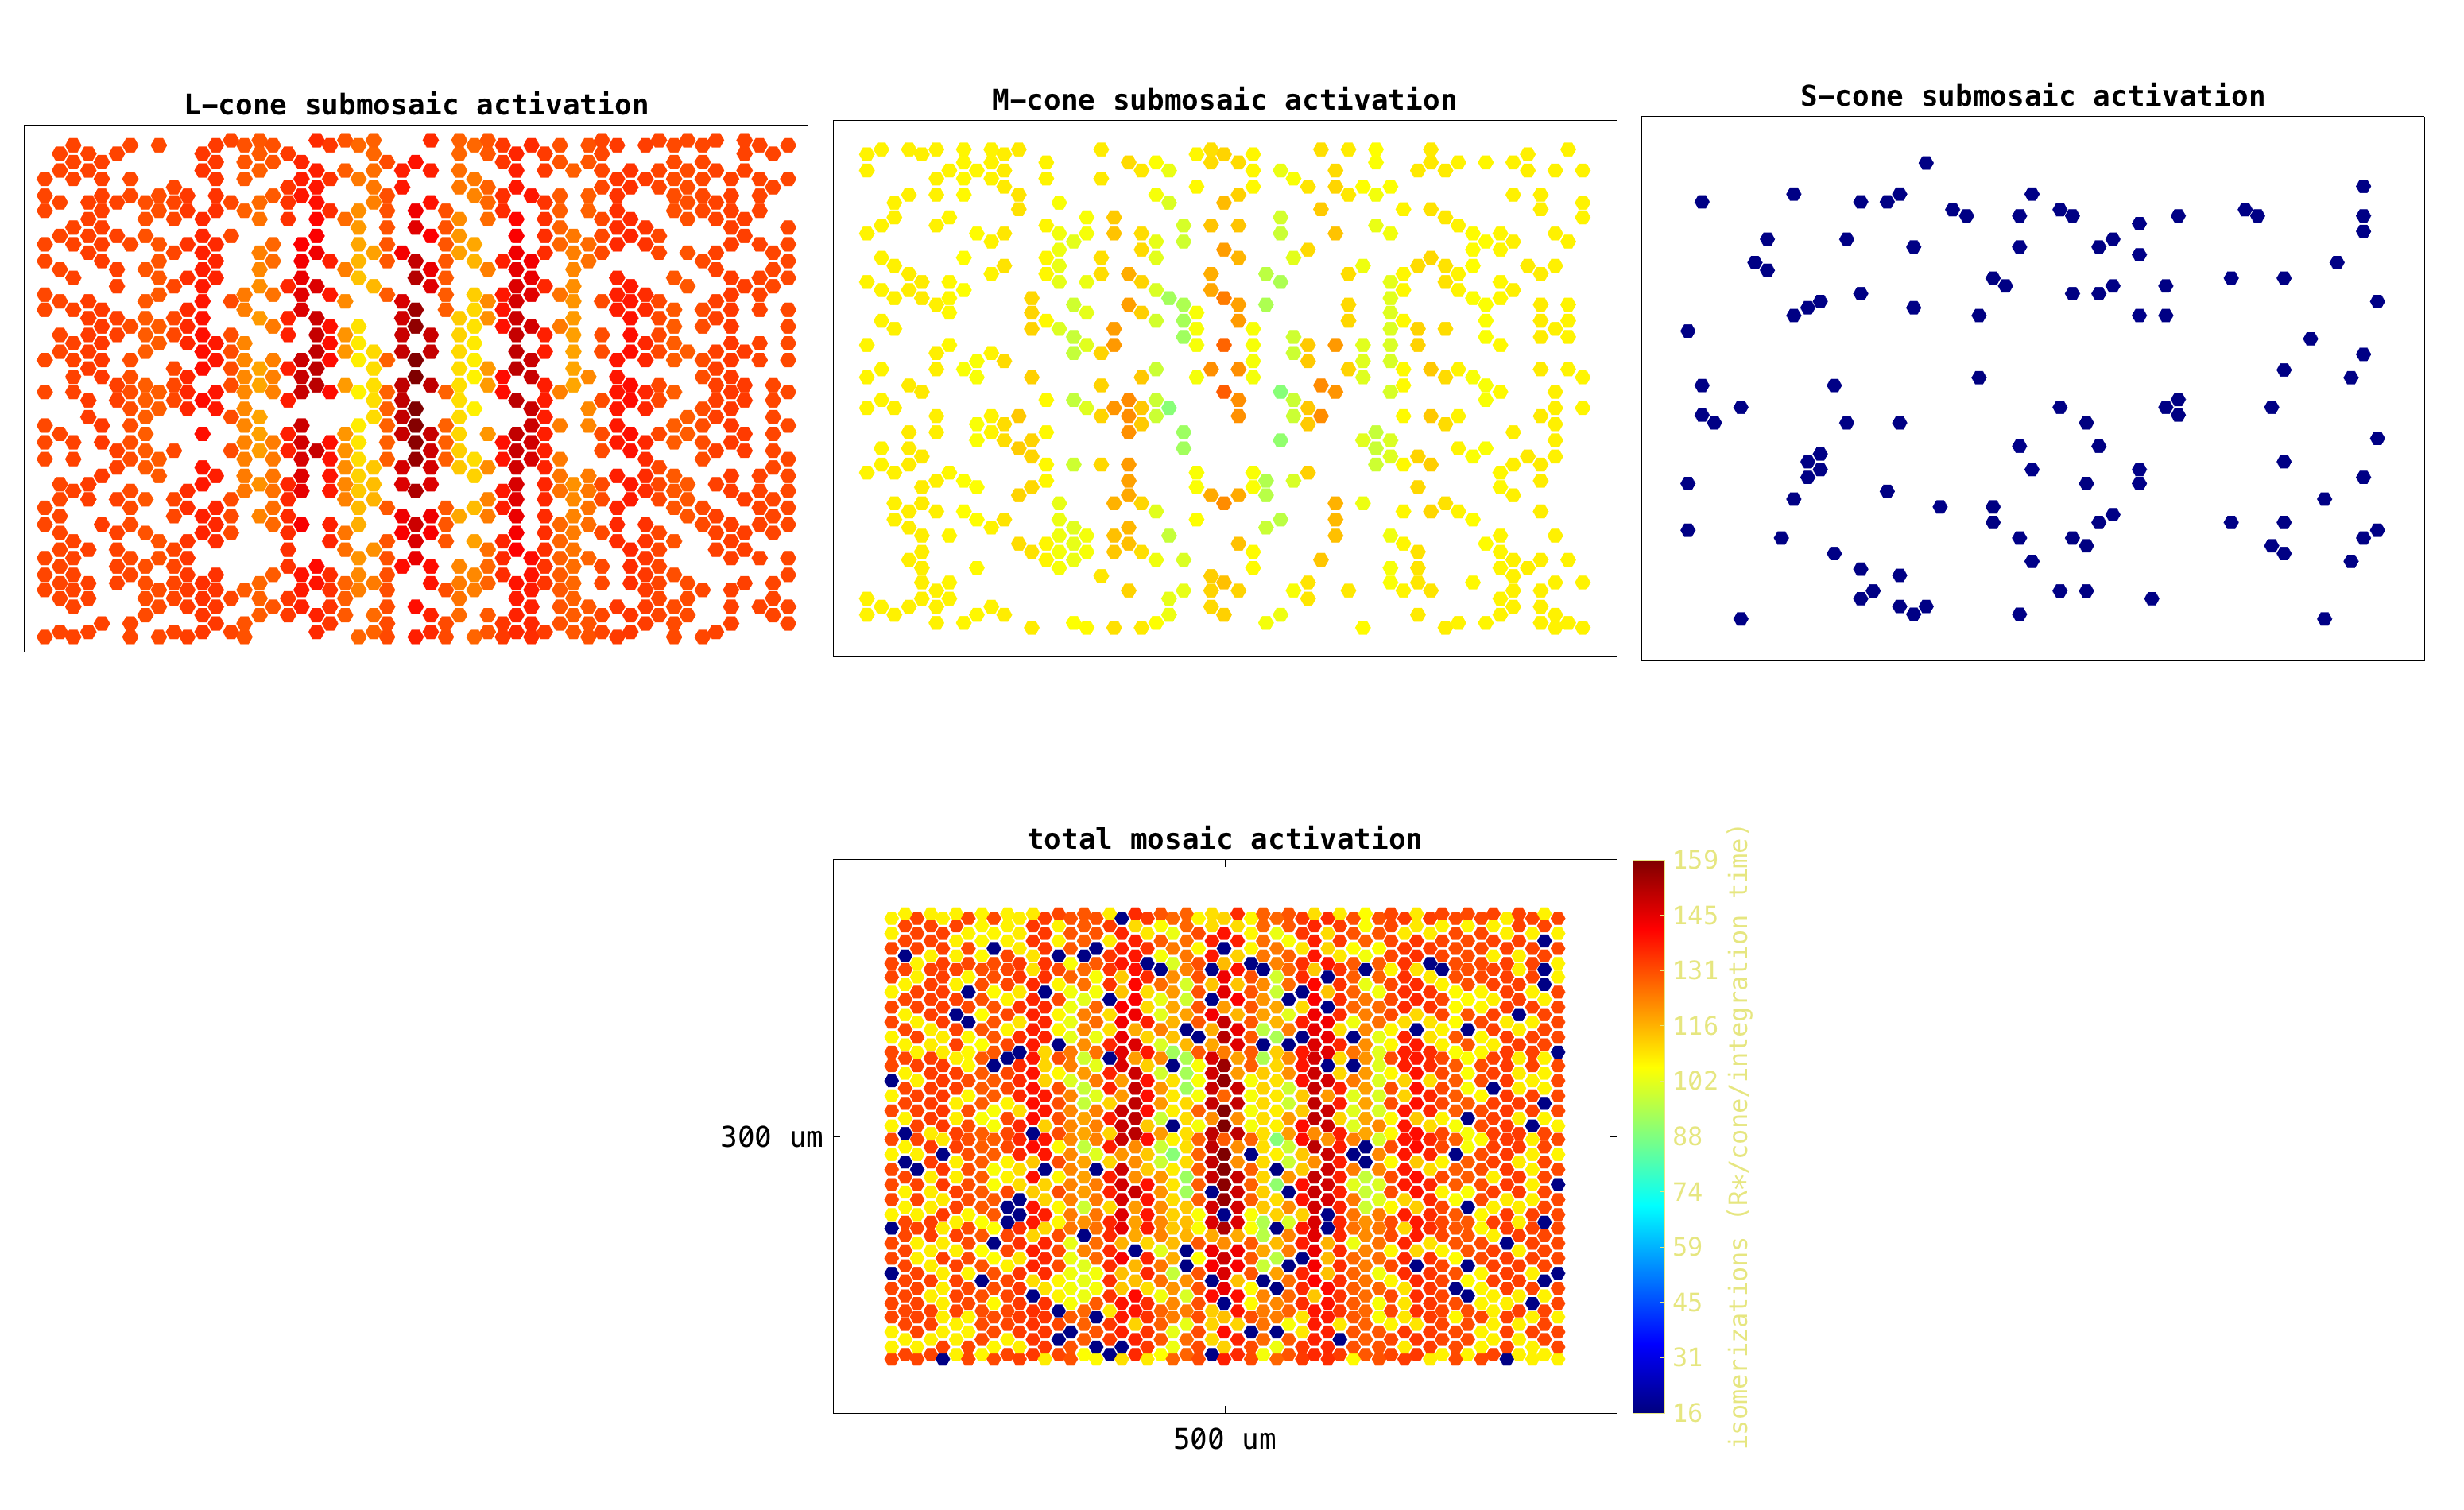 L-cone submosaic activation
M-cone submosaic activation
S-cone submosaic activation
total mosaic activation
159
145
131
116
102
88
74
59
45
31
16
isomerizations (R*/cone/integration time)
300 um
500 um